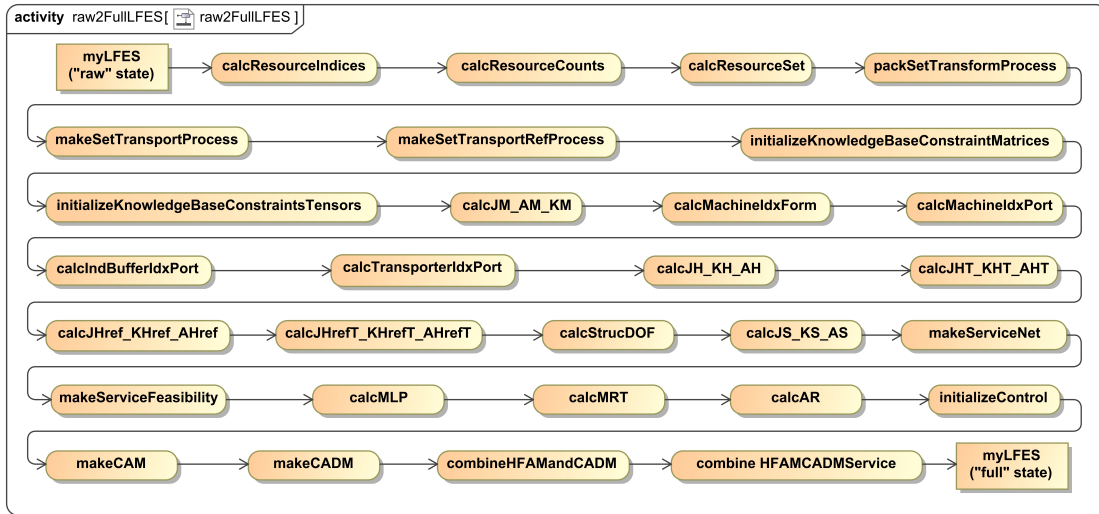 activity raw2FullLFES[ raw2FullLFES ]
myLFES
("raw" state)
calcResourceIndices
calcResourceCounts
calcResourceSet
packSetTransformProcess
makeSetTransportProcess
makeSetTransportRefProcess
initializeKnowledgeBaseConstraintMatrices
initializeKnowledgeBaseConstraintsTensors
calcJM_AM_KM
calcMachineIdxForm
calcMachineIdxPort
calcIndBufferIdxPort
calcTransporterIdxPort
calcJH_KH_AH
calcJHT_KHT_AHT
calcJHref_KHref_AHref
calcJHrefT_KHrefT_AHrefT
calcStrucDOF
calcJS_KS_AS
makeServiceNet
makeServiceFeasibility
calcMLP
calcMRT
calcAR
initializeControl
makeCAM
makeCADM
combineHFAMandCADM
combine HFAMCADMService
myLFES
("full" state)